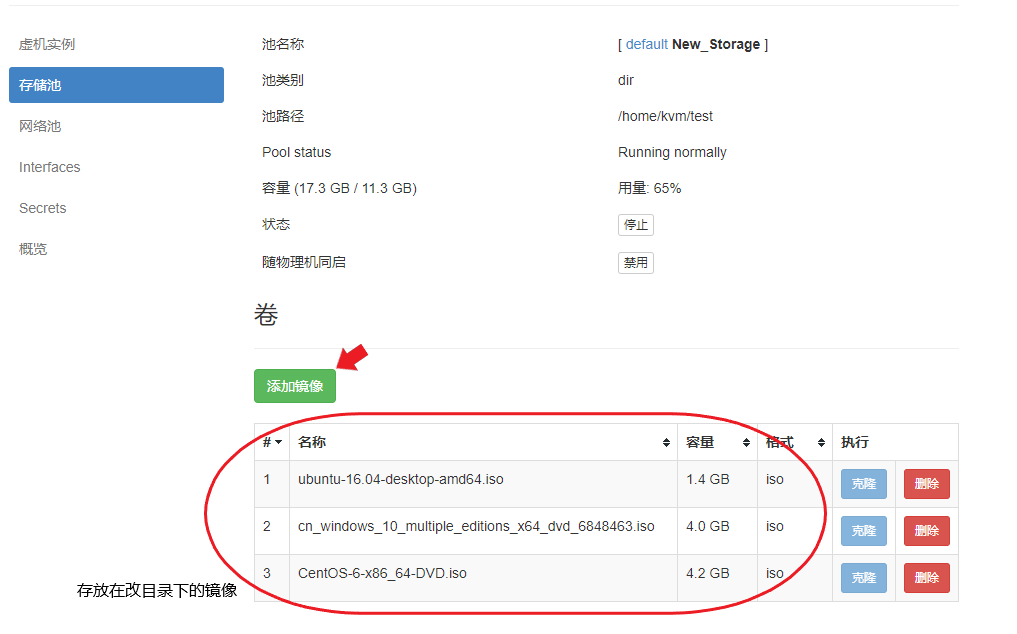 虚机实例
存储池
网络池
Interfaces
Secrets
概览
池名称 [ default New_Storage ]
池类别 dir
池路径 /home/kvm/test
Pool status Running normally
容量 (17.3 GB / 11.3 GB) 用量: 65%
状态 停止
随物理机同启 禁用
卷
添加镜像
# 名称 容量 格式 执行
1 ubuntu-16.04-desktop-amd64.iso 1.4 GB iso 克隆 删除
2 cn_windows_10_multiple_editions_x64_dvd_6848463.iso 4.0 GB iso 克隆 删除
3 CentOS-6-x86_64-DVD.iso 4.2 GB iso 克隆 删除
存放在改目录下的镜像